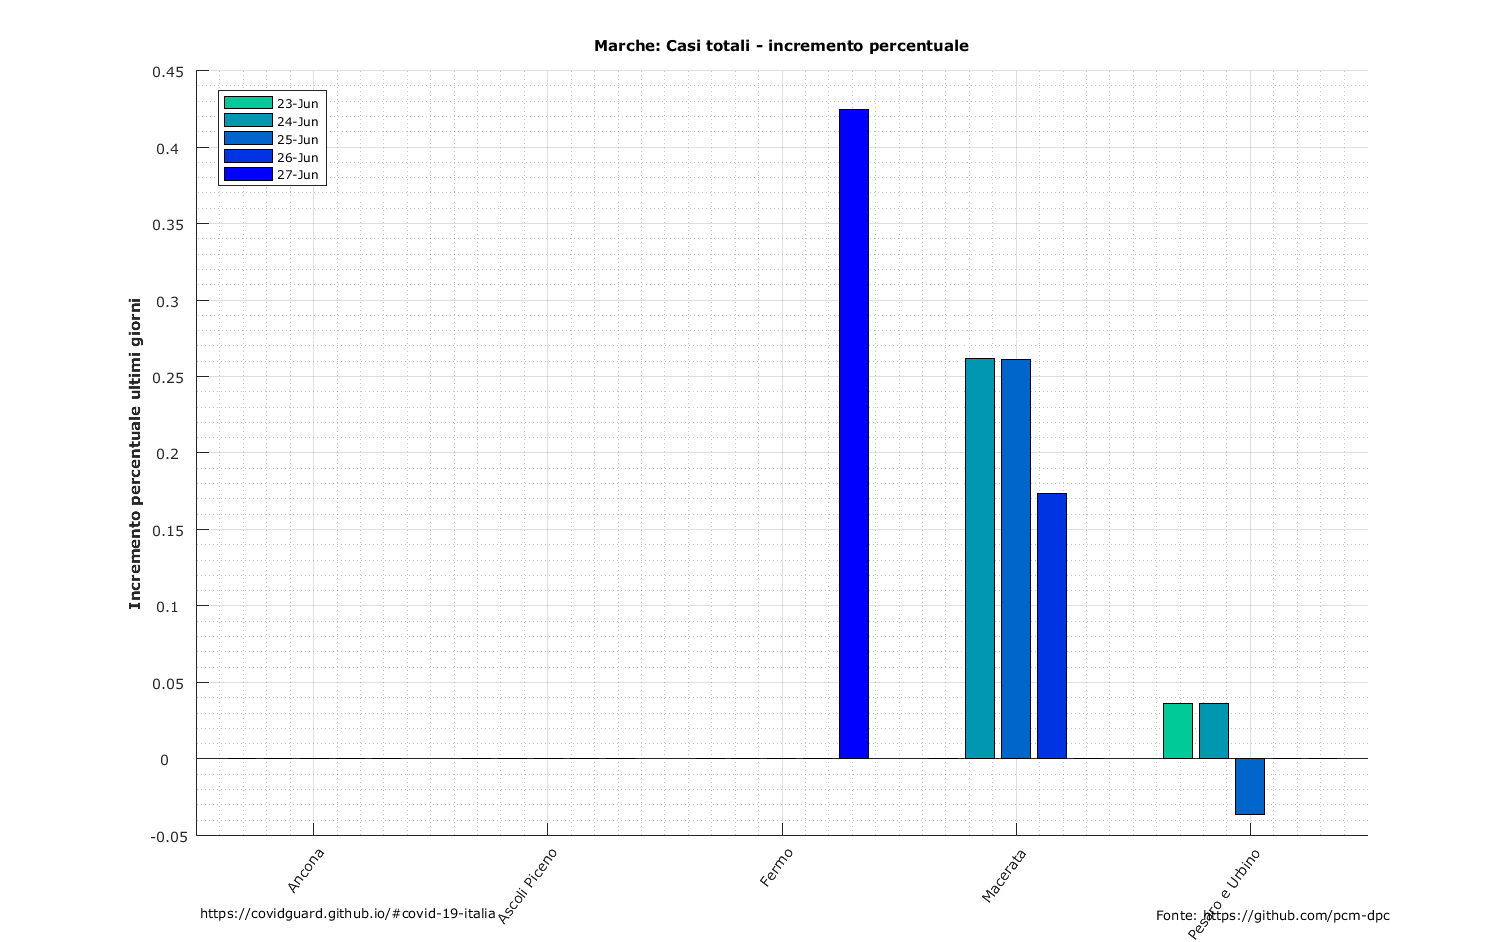 Marche: Casi totali - incremento percentuale
Incremento percentuale ultimi giorni
0.45
0.4
0.35
0.3
0.25
0.2
0.15
0.1
0.05
0
-0.05
23-Jun
24-Jun
25-Jun
26-Jun
27-Jun
Ancona
Ascoli Piceno
Fermo
Macerata
Pesaro e Urbino
https://covidguard.github.io/#covid-19-italia
Fonte: https://github.com/pcm-dpc